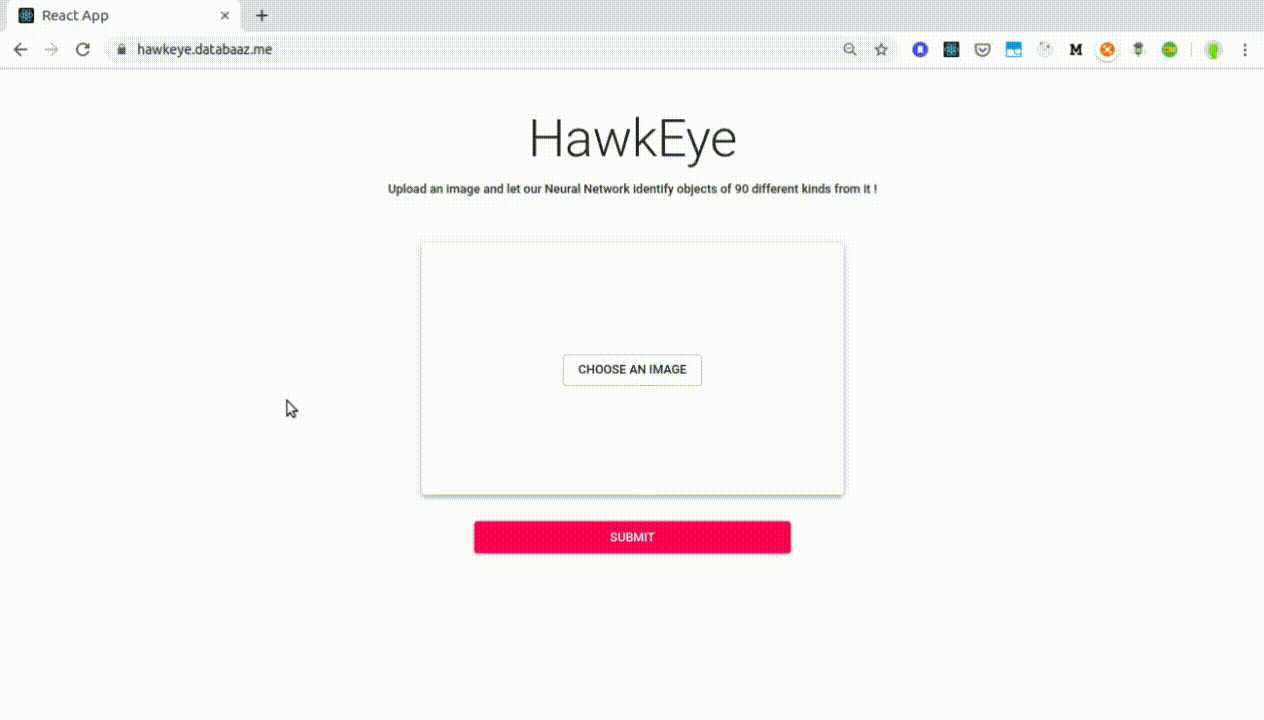 React App
hawkeye.databaaz.me
M
HawkEye
Upload an image and let our Neural Network identify objects of 90 different kinds from it !
CHOOSE AN IMAGE
SUBMIT